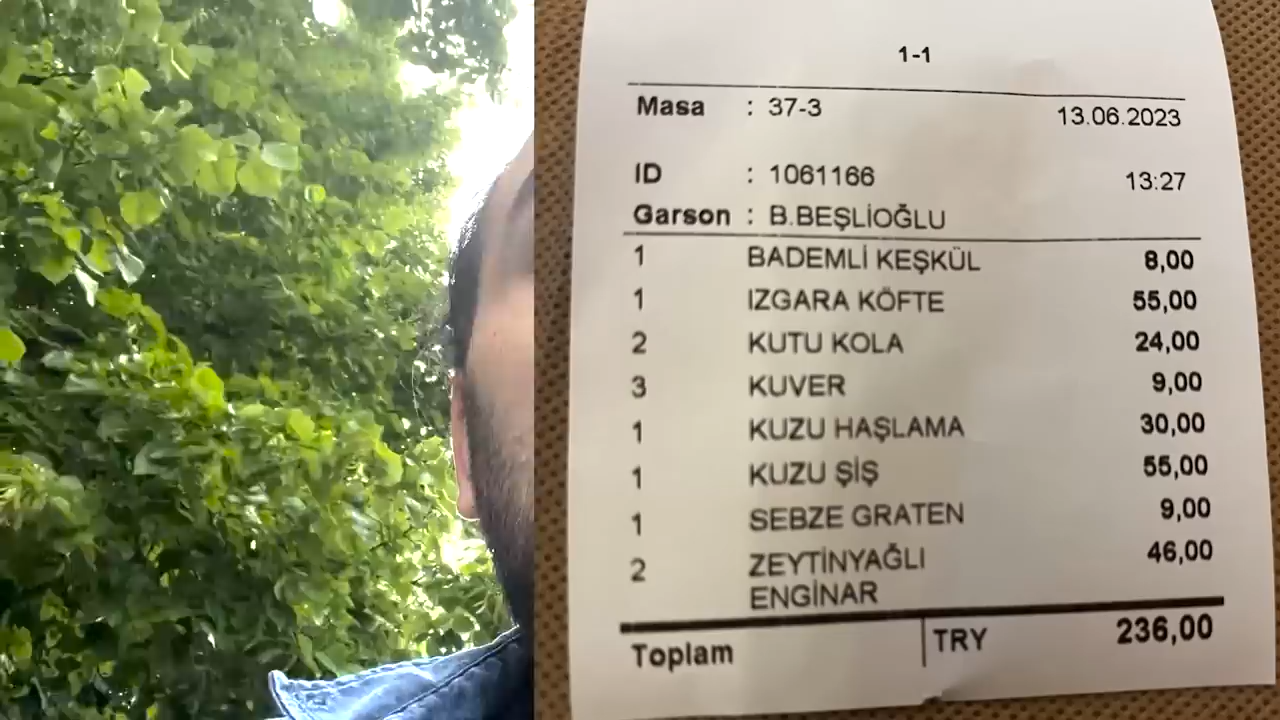 1-1
Masa : 37-3 13.06.2023
ID : 1061166 13:27
Garson : B.BEŞLİOĞLU
1 BADEMLİ KEŞKÜL 8,00
1 IZGARA KÖFTE 55,00
2 KUTU KOLA 24,00
3 KUVER 9,00
1 KUZU HAŞLAMA 30,00
1 KUZU ŞİŞ 55,00
1 SEBZE GRATEN 9,00
2 ZEYTİNYAĞLI 46,00
ENGİNAR
Toplam TRY 236,00